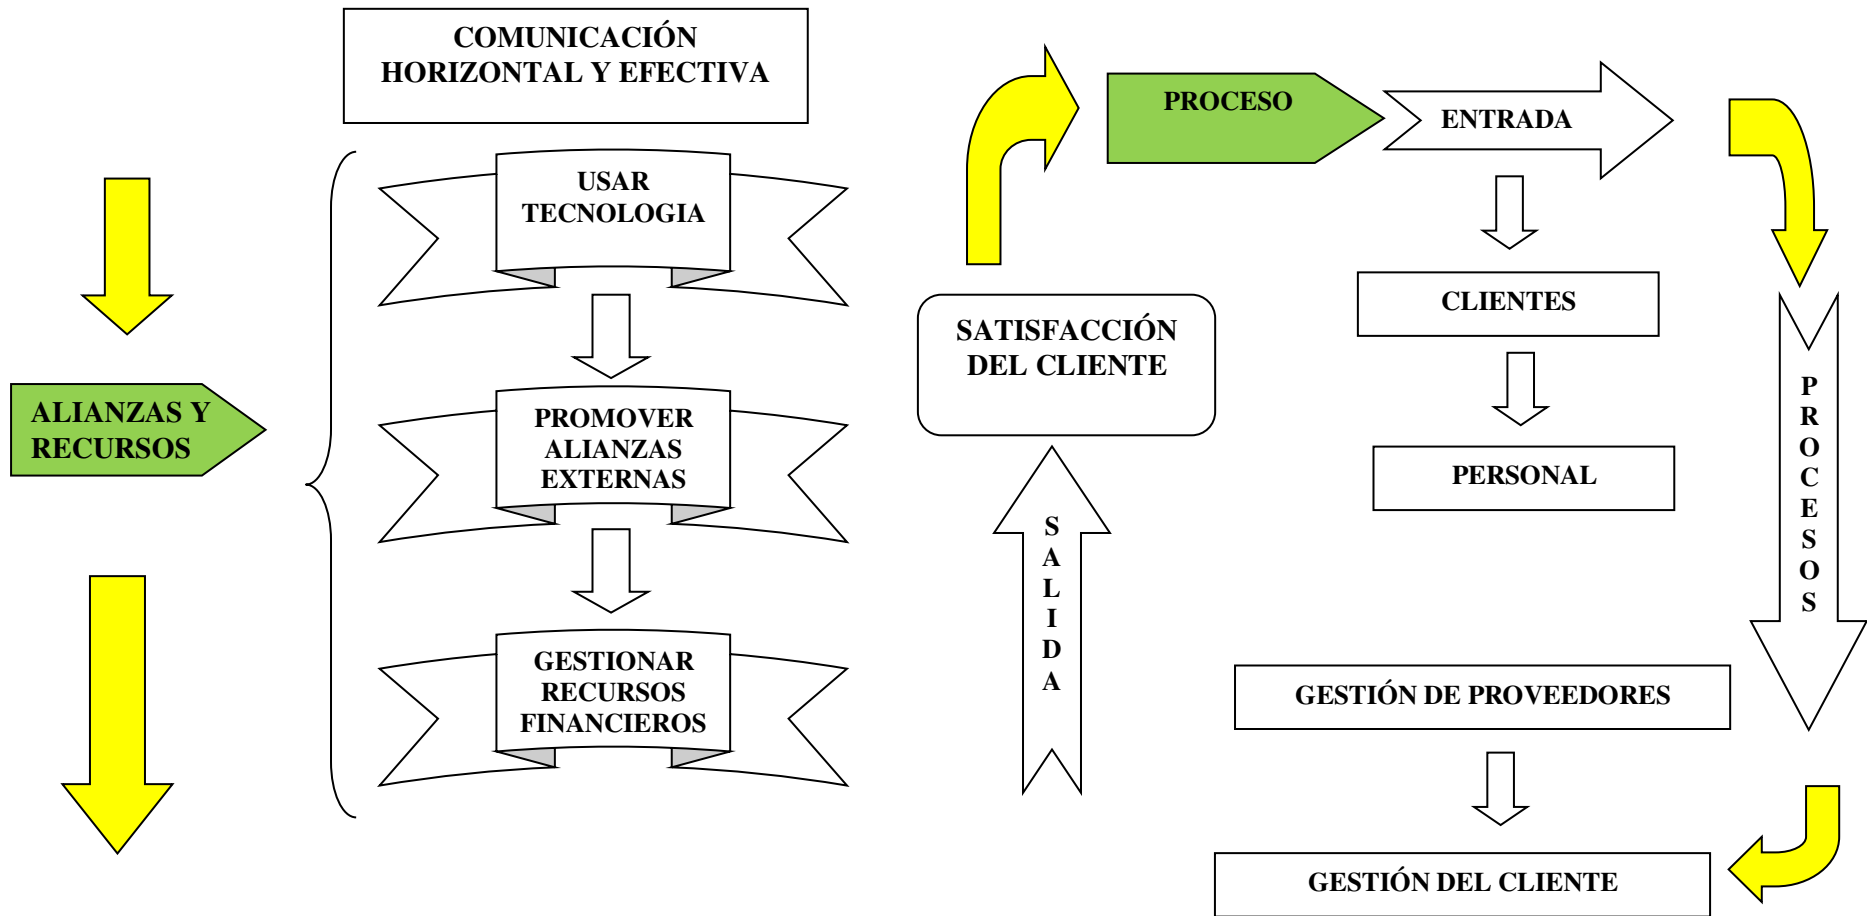 COMUNICACIÓN
HORIZONTAL Y EFECTIVA
USAR
TECNOLOGIA
ALIANZAS Y
RECURSOS
PROMOVER
ALIANZAS
EXTERNAS
GESTIONAR
RECURSOS
FINANCIEROS
PROCESO
ENTRADA
SATISFACCIÓN
DEL CLIENTE
CLIENTES
PERSONAL
S
A
L
I
D
A
P
R
O
C
E
S
O
S
GESTIÓN DE PROVEEDORES
GESTIÓN DEL CLIENTE